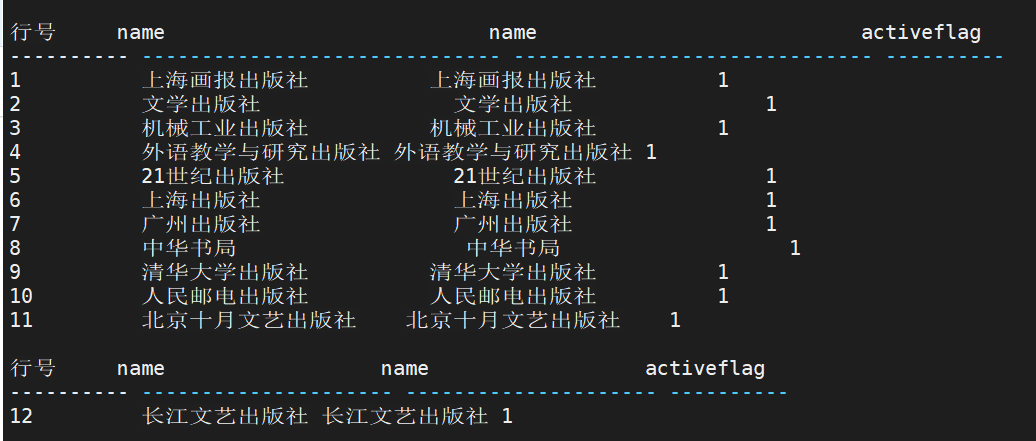 行号 name name activeflag
---------- ------------------------------ ------------------------------ ----------
1 上海画报出版社 上海画报出版社 1
2 文学出版社 文学出版社 1
3 机械工业出版社 机械工业出版社 1
4 外语教学与研究出版社 外语教学与研究出版社 1
5 21世纪出版社 21世纪出版社 1
6 上海出版社 上海出版社 1
7 广州出版社 广州出版社 1
8 中华书局 中华书局 1
9 清华大学出版社 清华大学出版社 1
10 人民邮电出版社 人民邮电出版社 1
11 北京十月文艺出版社 北京十月文艺出版社 1
行号 name name activeflag
---------- --------------------- --------------------- ----------
12 长江文艺出版社 长江文艺出版社 1